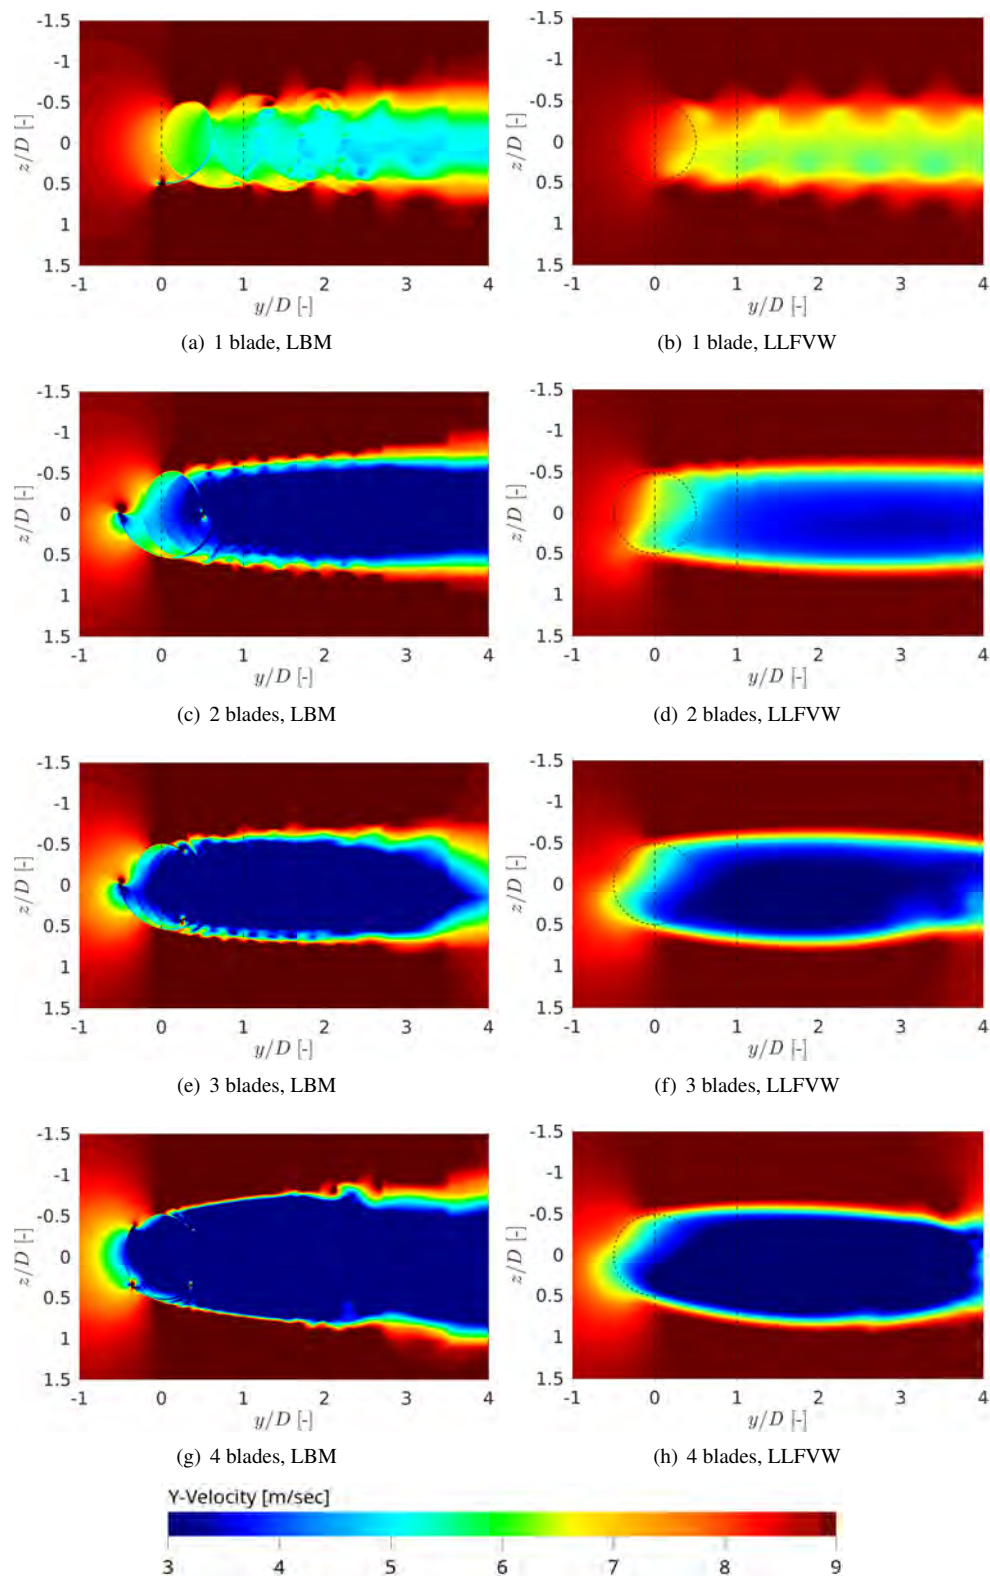 -1.5
-1
-0.5
0
0.5
1
1.5
z/D [-]
-1 0 1 2 3 4
y/D [-]
(a) 1 blade, LBM
-1.5
-1
-0.5
0
0.5
1
1.5
z/D [-]
-1 0 1 2 3 4
y/D [-]
(b) 1 blade, LLFVW
-1.5
-1
-0.5
0
0.5
1
1.5
z/D [-]
-1 0 1 2 3 4
y/D [-]
(c) 2 blades, LBM
-1.5
-1
-0.5
0
0.5
1
1.5
z/D [-]
-1 0 1 2 3 4
y/D [-]
(d) 2 blades, LLFVW
-1.5
-1
-0.5
0
0.5
1
1.5
z/D [-]
-1 0 1 2 3 4
y/D [-]
(e) 3 blades, LBM
-1.5
-1
-0.5
0
0.5
1
1.5
z/D [-]
-1 0 1 2 3 4
y/D [-]
(f) 3 blades, LLFVW
-1.5
-1
-0.5
0
0.5
1
1.5
z/D [-]
-1 0 1 2 3 4
y/D [-]
(g) 4 blades, LBM
-1.5
-1
-0.5
0
0.5
1
1.5
z/D [-]
-1 0 1 2 3 4
y/D [-]
(h) 4 blades, LLFVW
Y-Velocity [m/sec]
3 4 5 6 7 8 9